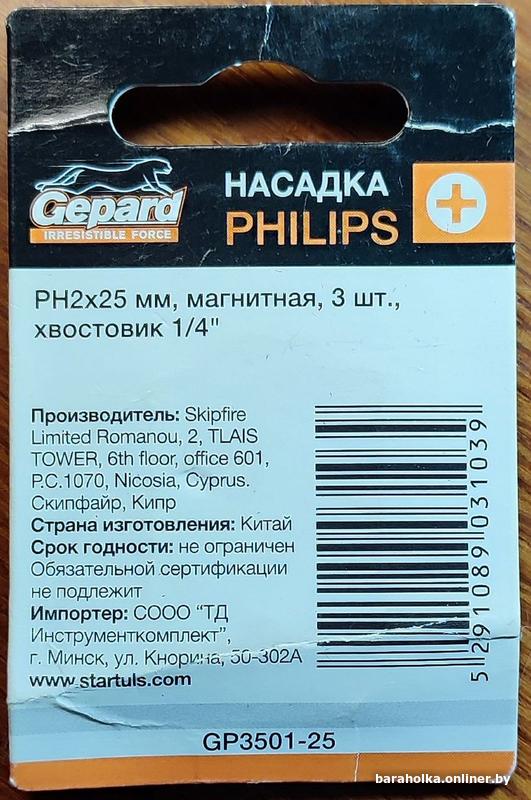 Gepard
IRRESISTIBLE FORCE
НАСАДКА
PHILIPS
PH2x25 мм, магнитная, 3 шт.,
хвостовик 1/4"
Производитель: Skipfire
Limited Romanou, 2, TLAIS
TOWER, 6th floor, office 601,
P.C.1070, Nicosia, Cyprus.
Скипфайр, Кипр
Страна изготовления: Китай
Срок годности: не ограничен
Обязательной сертификации
не подлежит
Импортер: СООО “ТД
Инструменткомплект”,
г. Минск, ул. Кнорина, 50-302А
www.startuls.com
5 291089 031039
GP3501-25
baraholka.onliner.by